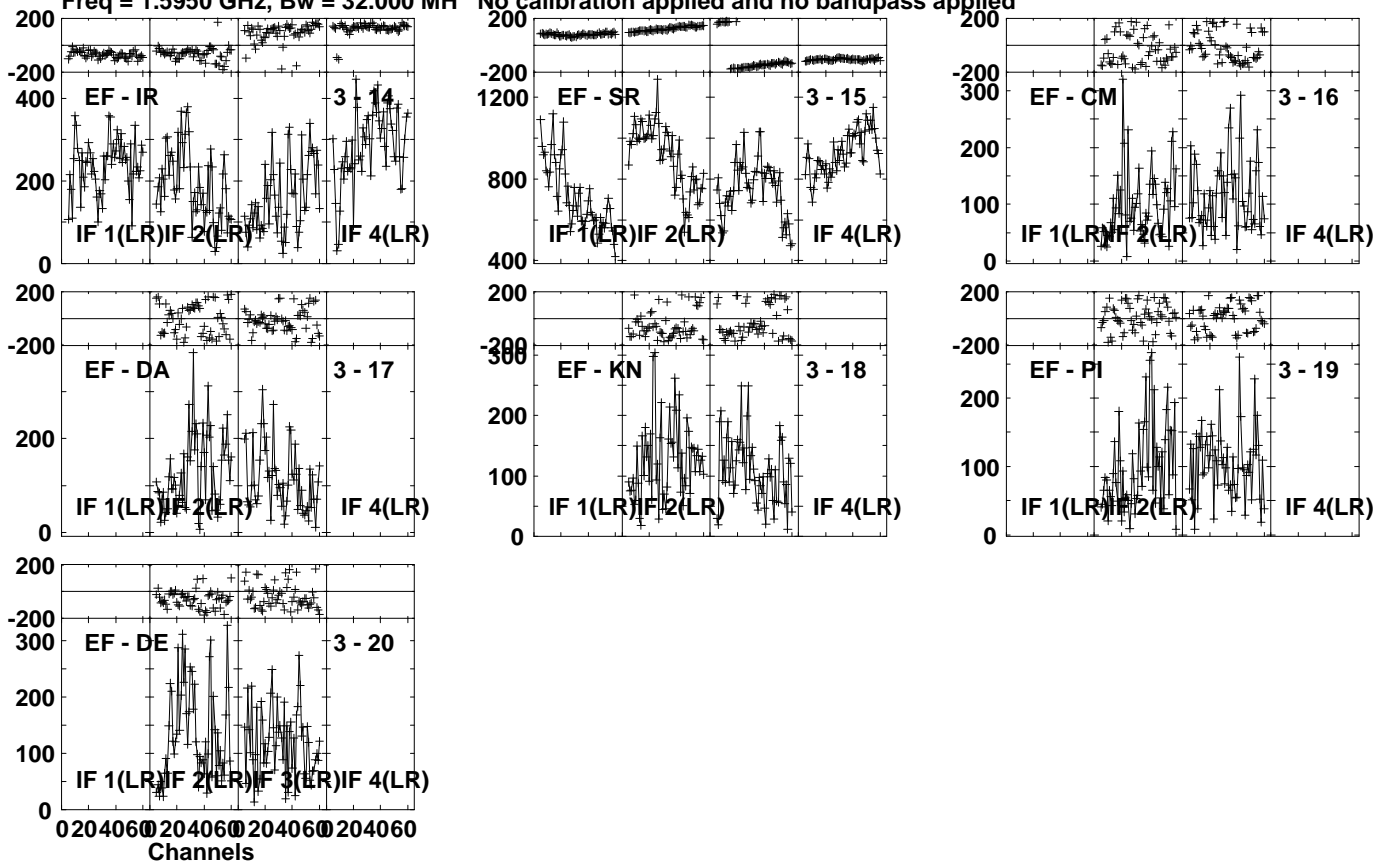 Freq = 1.5950 GHz, Bw = 32.000 MH No calibration applied and no bandpass applied
200
-200
EF - IR
3 - 14
400
200
0
IF 1(LR)
IF 2(LR)
IF 4(LR)
200
-200
EF - SR
3 - 15
1200
800
400
IF 1(LR)
IF 2(LR)
IF 4(LR)
200
-200
EF - CM
3 - 16
300
200
100
0
IF 1(LR)
IF 2(LR)
IF 4(LR)
200
-200
EF - DA
3 - 17
200
0
IF 1(LR)
IF 2(LR)
IF 4(LR)
200
-200
EF - KN
3 - 18
300
200
100
0
IF 1(LR)
IF 2(LR)
IF 4(LR)
200
-200
EF - PI
3 - 19
200
100
0
IF 1(LR)
IF 2(LR)
IF 4(LR)
200
-200
EF - DE
3 - 20
300
200
100
0
IF 1(LR)
IF 2(LR)
IF 3(LR)
IF 4(LR)
0 20 40 60 0 20 40 60 0 20 40 60 0 20 40 60
Channels